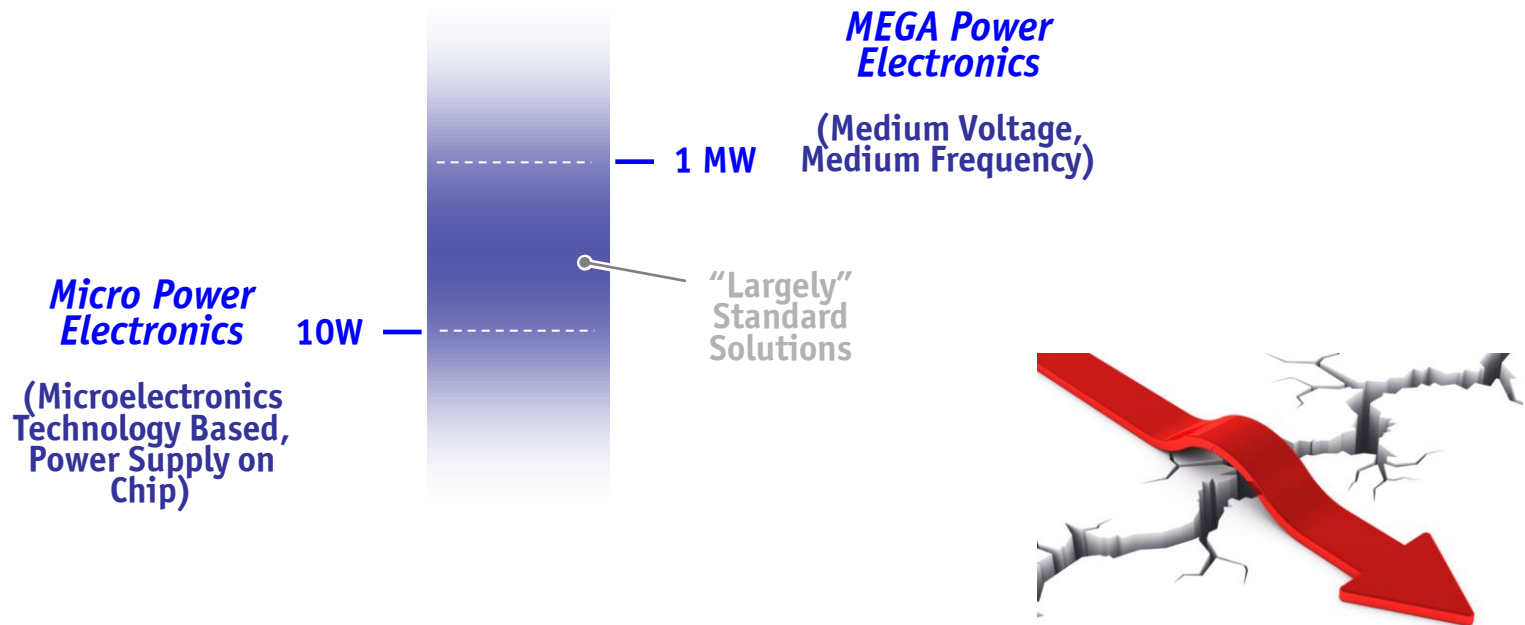 MEGA Power
Electronics
(Medium Voltage,
Medium Frequency)
1 MW
“Largely”
Standard
Solutions
Micro Power
Electronics
10W
(Microelectronics
Technology Based,
Power Supply on
Chip)